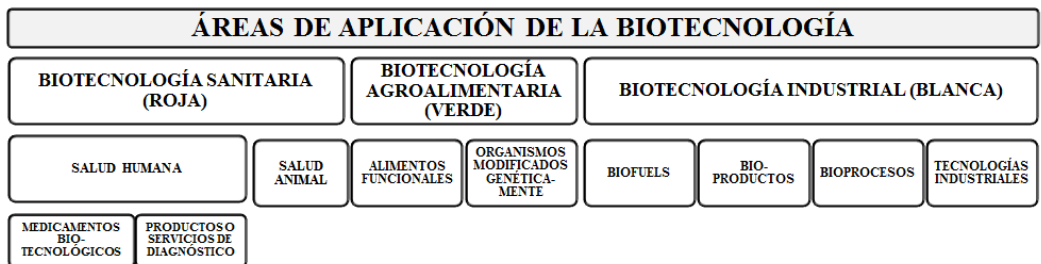 ÁREAS DE APLICACIÓN DE LA BIOTECNOLOGÍA
BIOTECNOLOGÍA SANITARIA
(ROJA)
BIOTECNOLOGÍA
AGROALIMENTARIA
(VERDE)
BIOTECNOLOGÍA INDUSTRIAL (BLANCA)
SALUD HUMANA
SALUD
ANIMAL
ALIMENTOS
FUNCIONALES
ORGANISMOS
MODIFICADOS
GENÉTICA-
MENTE
BIOFUELS
BIO-
PRODUCTOS
BIOPROCESOS
TECNOLOGÍAS
INDUSTRIALES
MEDICAMENTOS
BIO-
TECNOLÓGICOS
PRODUCTOS O
SERVICIOS DE
DIAGNÓSTICO